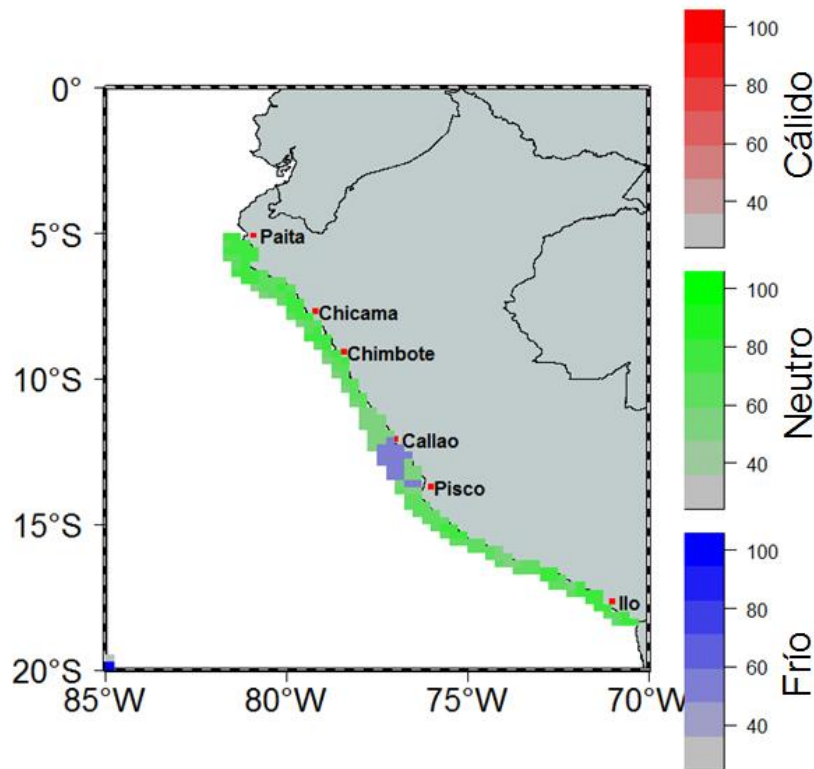 0°
5°S
10°S
15°S
20°S
85°W
80°W
75°W
70°W
Paita
Chicama
Chimbote
Callao
Pisco
Ilo
100
80
60
40
Cálido
100
80
60
40
Neutro
100
80
60
40
Frío